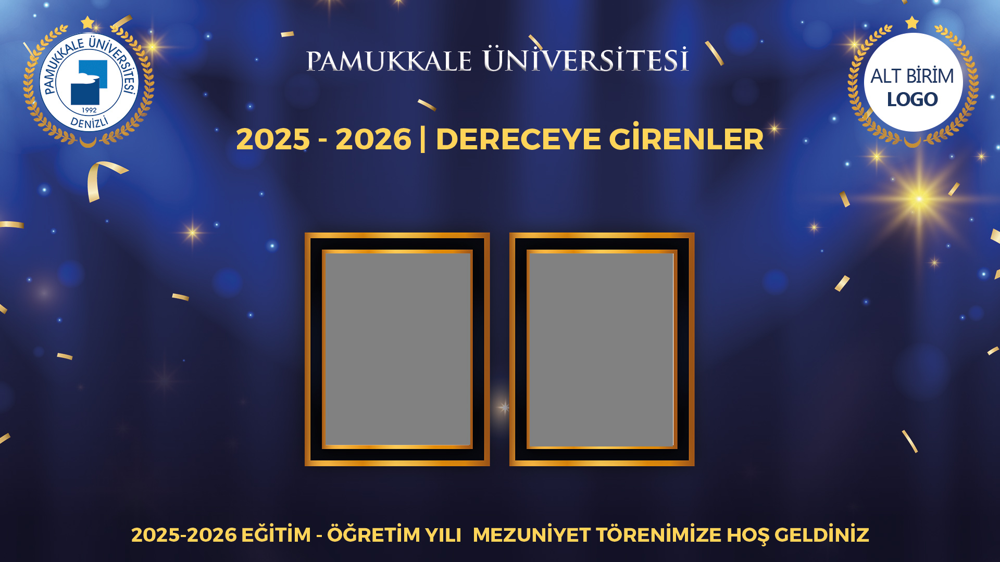 PAMUKKALE ÜNİVERSİTESİ
1992
DENİZLİ
PAMUKKALE ÜNİVERSİTESİ
ALT BİRİM
LOGO
2025 - 2026 | DERECEYE GİRENLER
2025-2026 EĞİTİM - ÖĞRETİM YILI  MEZUNİYET TÖRENİMİZE HOŞ GELDİNİZ